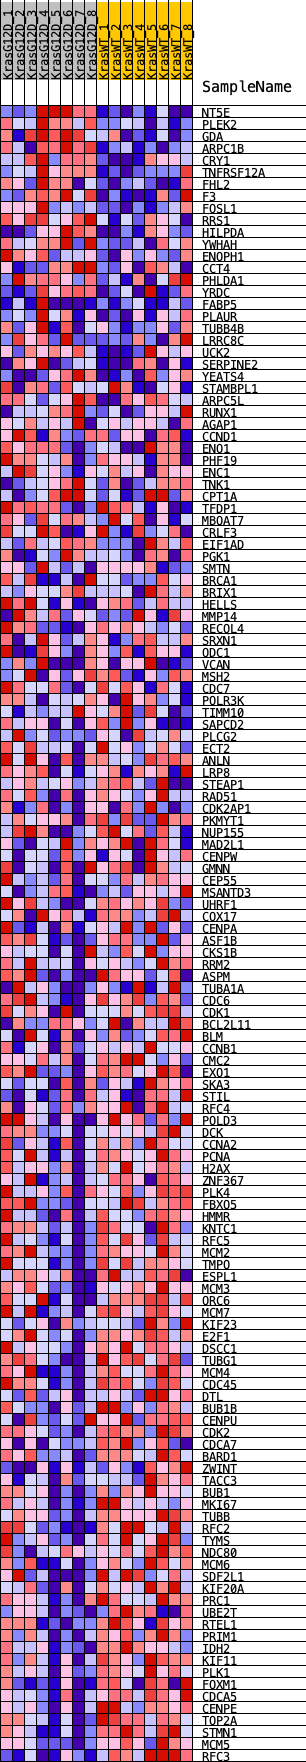 KrasG12D_1
KrasG12D_2
KrasG12D_3
KrasG12D_4
KrasG12D_5
KrasG12D_6
KrasG12D_7
KrasG12D_8
KrasWT_1
KrasWT_2
KrasWT_3
KrasWT_4
KrasWT_5
KrasWT_6
KrasWT_7
KrasWT_8
SampleName
NT5E
PLEK2
GDA
ARPC1B
CRY1
TNFRSF12A
FHL2
F3
FOSL1
RRS1
HILPDA
YWHAH
ENOPH1
CCT4
PHLDA1
YRDC
FABP5
PLAUR
TUBB4B
LRRC8C
UCK2
SERPINE2
YEATS4
STAMBPL1
ARPC5L
RUNX1
AGAP1
CCND1
ENO1
PHF19
ENC1
TNK1
CPT1A
TFDP1
MBOAT7
CRLF3
EIF1AD
PGK1
SMTN
BRCA1
BRIX1
HELLS
MMP14
RECQL4
SRXN1
ODC1
VCAN
MSH2
CDC7
POLR3K
TIMM10
SAPCD2
PLCG2
ECT2
ANLN
LRP8
STEAP1
RAD51
CDK2AP1
PKMYT1
NUP155
MAD2L1
CENPW
GMNN
CEP55
MSANTD3
UHRF1
COX17
CENPA
ASF1B
CKS1B
RRM2
ASPM
TUBA1A
CDC6
CDK1
BCL2L11
BLM
CCNB1
CMC2
EXO1
SKA3
STIL
RFC4
POLD3
DCK
CCNA2
PCNA
H2AX
ZNF367
PLK4
FBXO5
HMMR
KNTC1
RFC5
MCM2
TMPO
ESPL1
MCM3
ORC6
MCM7
KIF23
E2F1
DSCC1
TUBG1
MCM4
CDC45
DTL
BUB1B
CENPU
CDK2
CDCA7
BARD1
ZWINT
TACC3
BUB1
MKI67
TUBB
RFC2
TYMS
NDC80
MCM6
SDF2L1
KIF20A
PRC1
UBE2T
RTEL1
PRIM1
IDH2
KIF11
PLK1
FOXM1
CDCA5
CENPE
TOP2A
STMN1
MCM5
RFC3